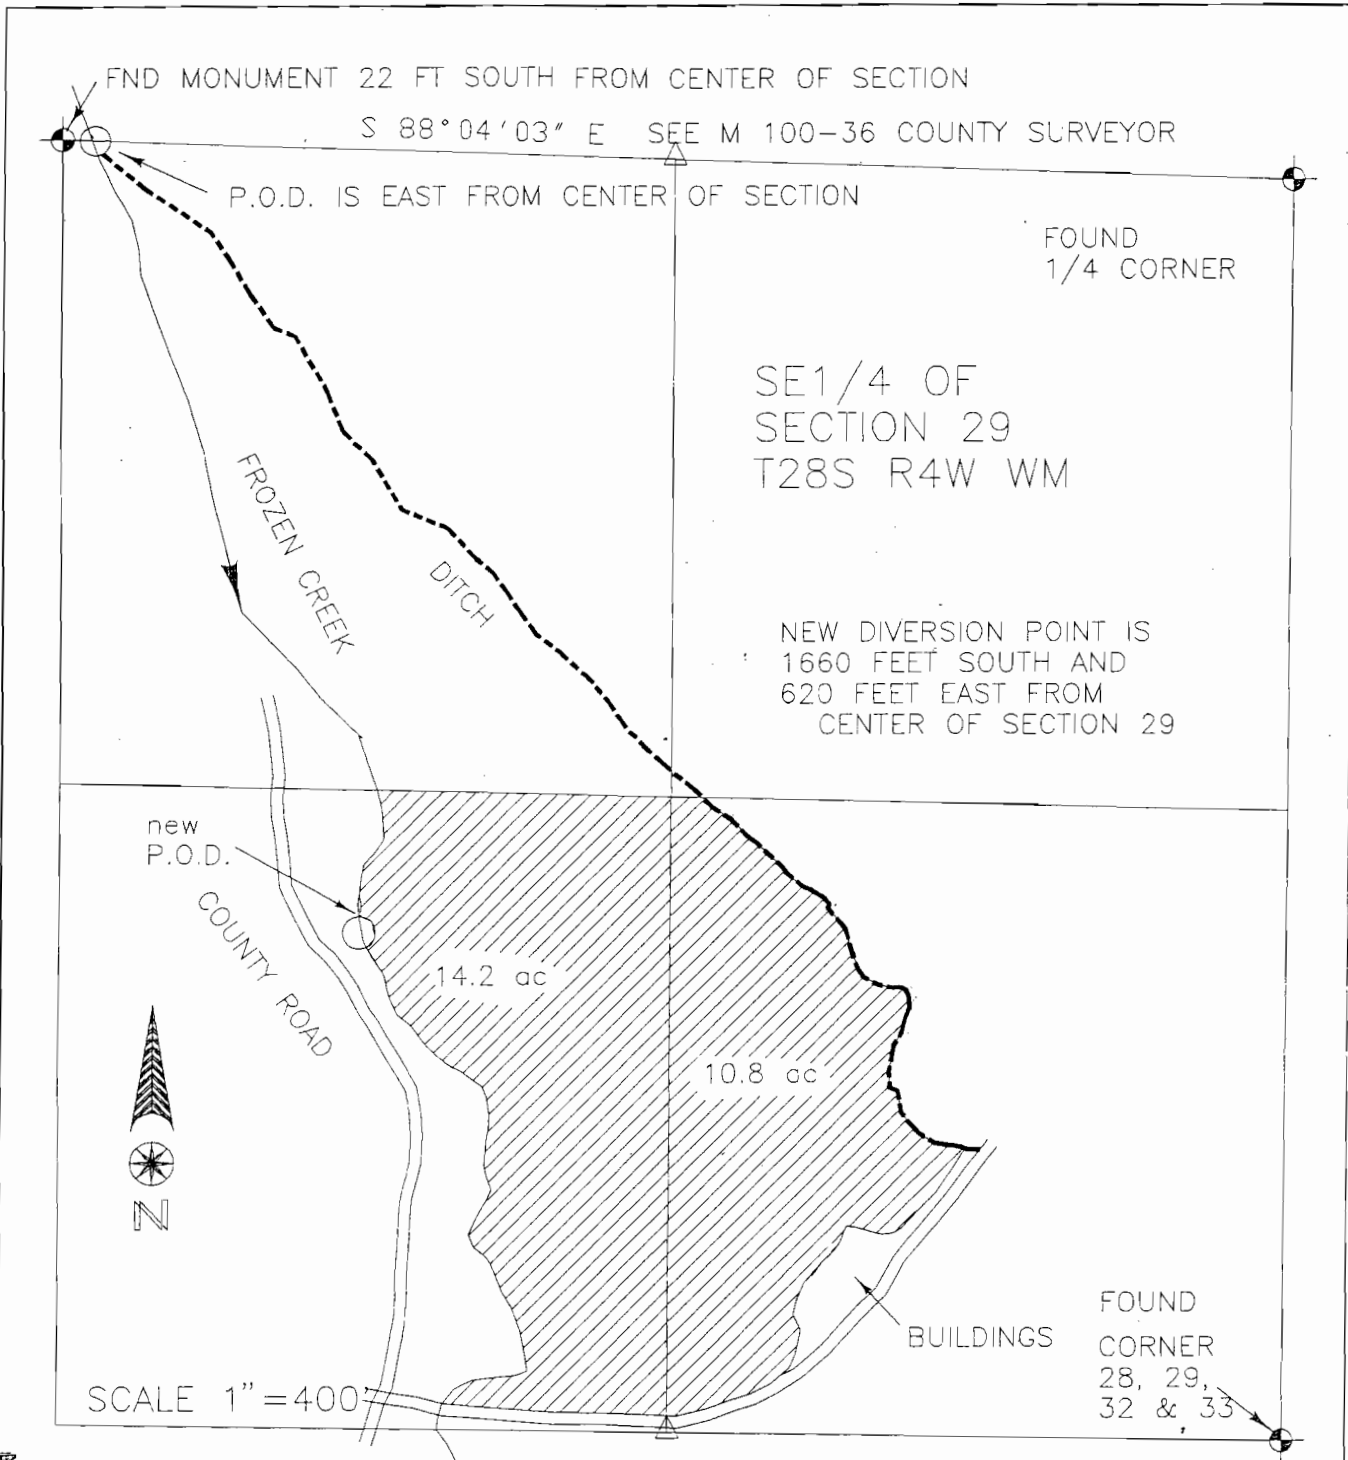 FND MONUMENT 22 FT SOUTH FROM CENTER OF SECTION
S 88°04'03" E SEE M 100-36 COUNTY SURVEYOR
P.O.D. IS EAST FROM CENTER OF SECTION
FOUND
1/4 CORNER
SE1/4 OF
SECTION 29
T28S R4W WM
FROZEN CREEK
DITCH
NEW DIVERSION POINT IS
1660 FEET SOUTH AND
620 FEET EAST FROM
CENTER OF SECTION 29
new
P.O.D.
COUNTY ROAD
14.2 ac
10.8 ac
N
BUILDINGS
FOUND
CORNER
28, 29,
32 & 33
SCALE 1"=400'